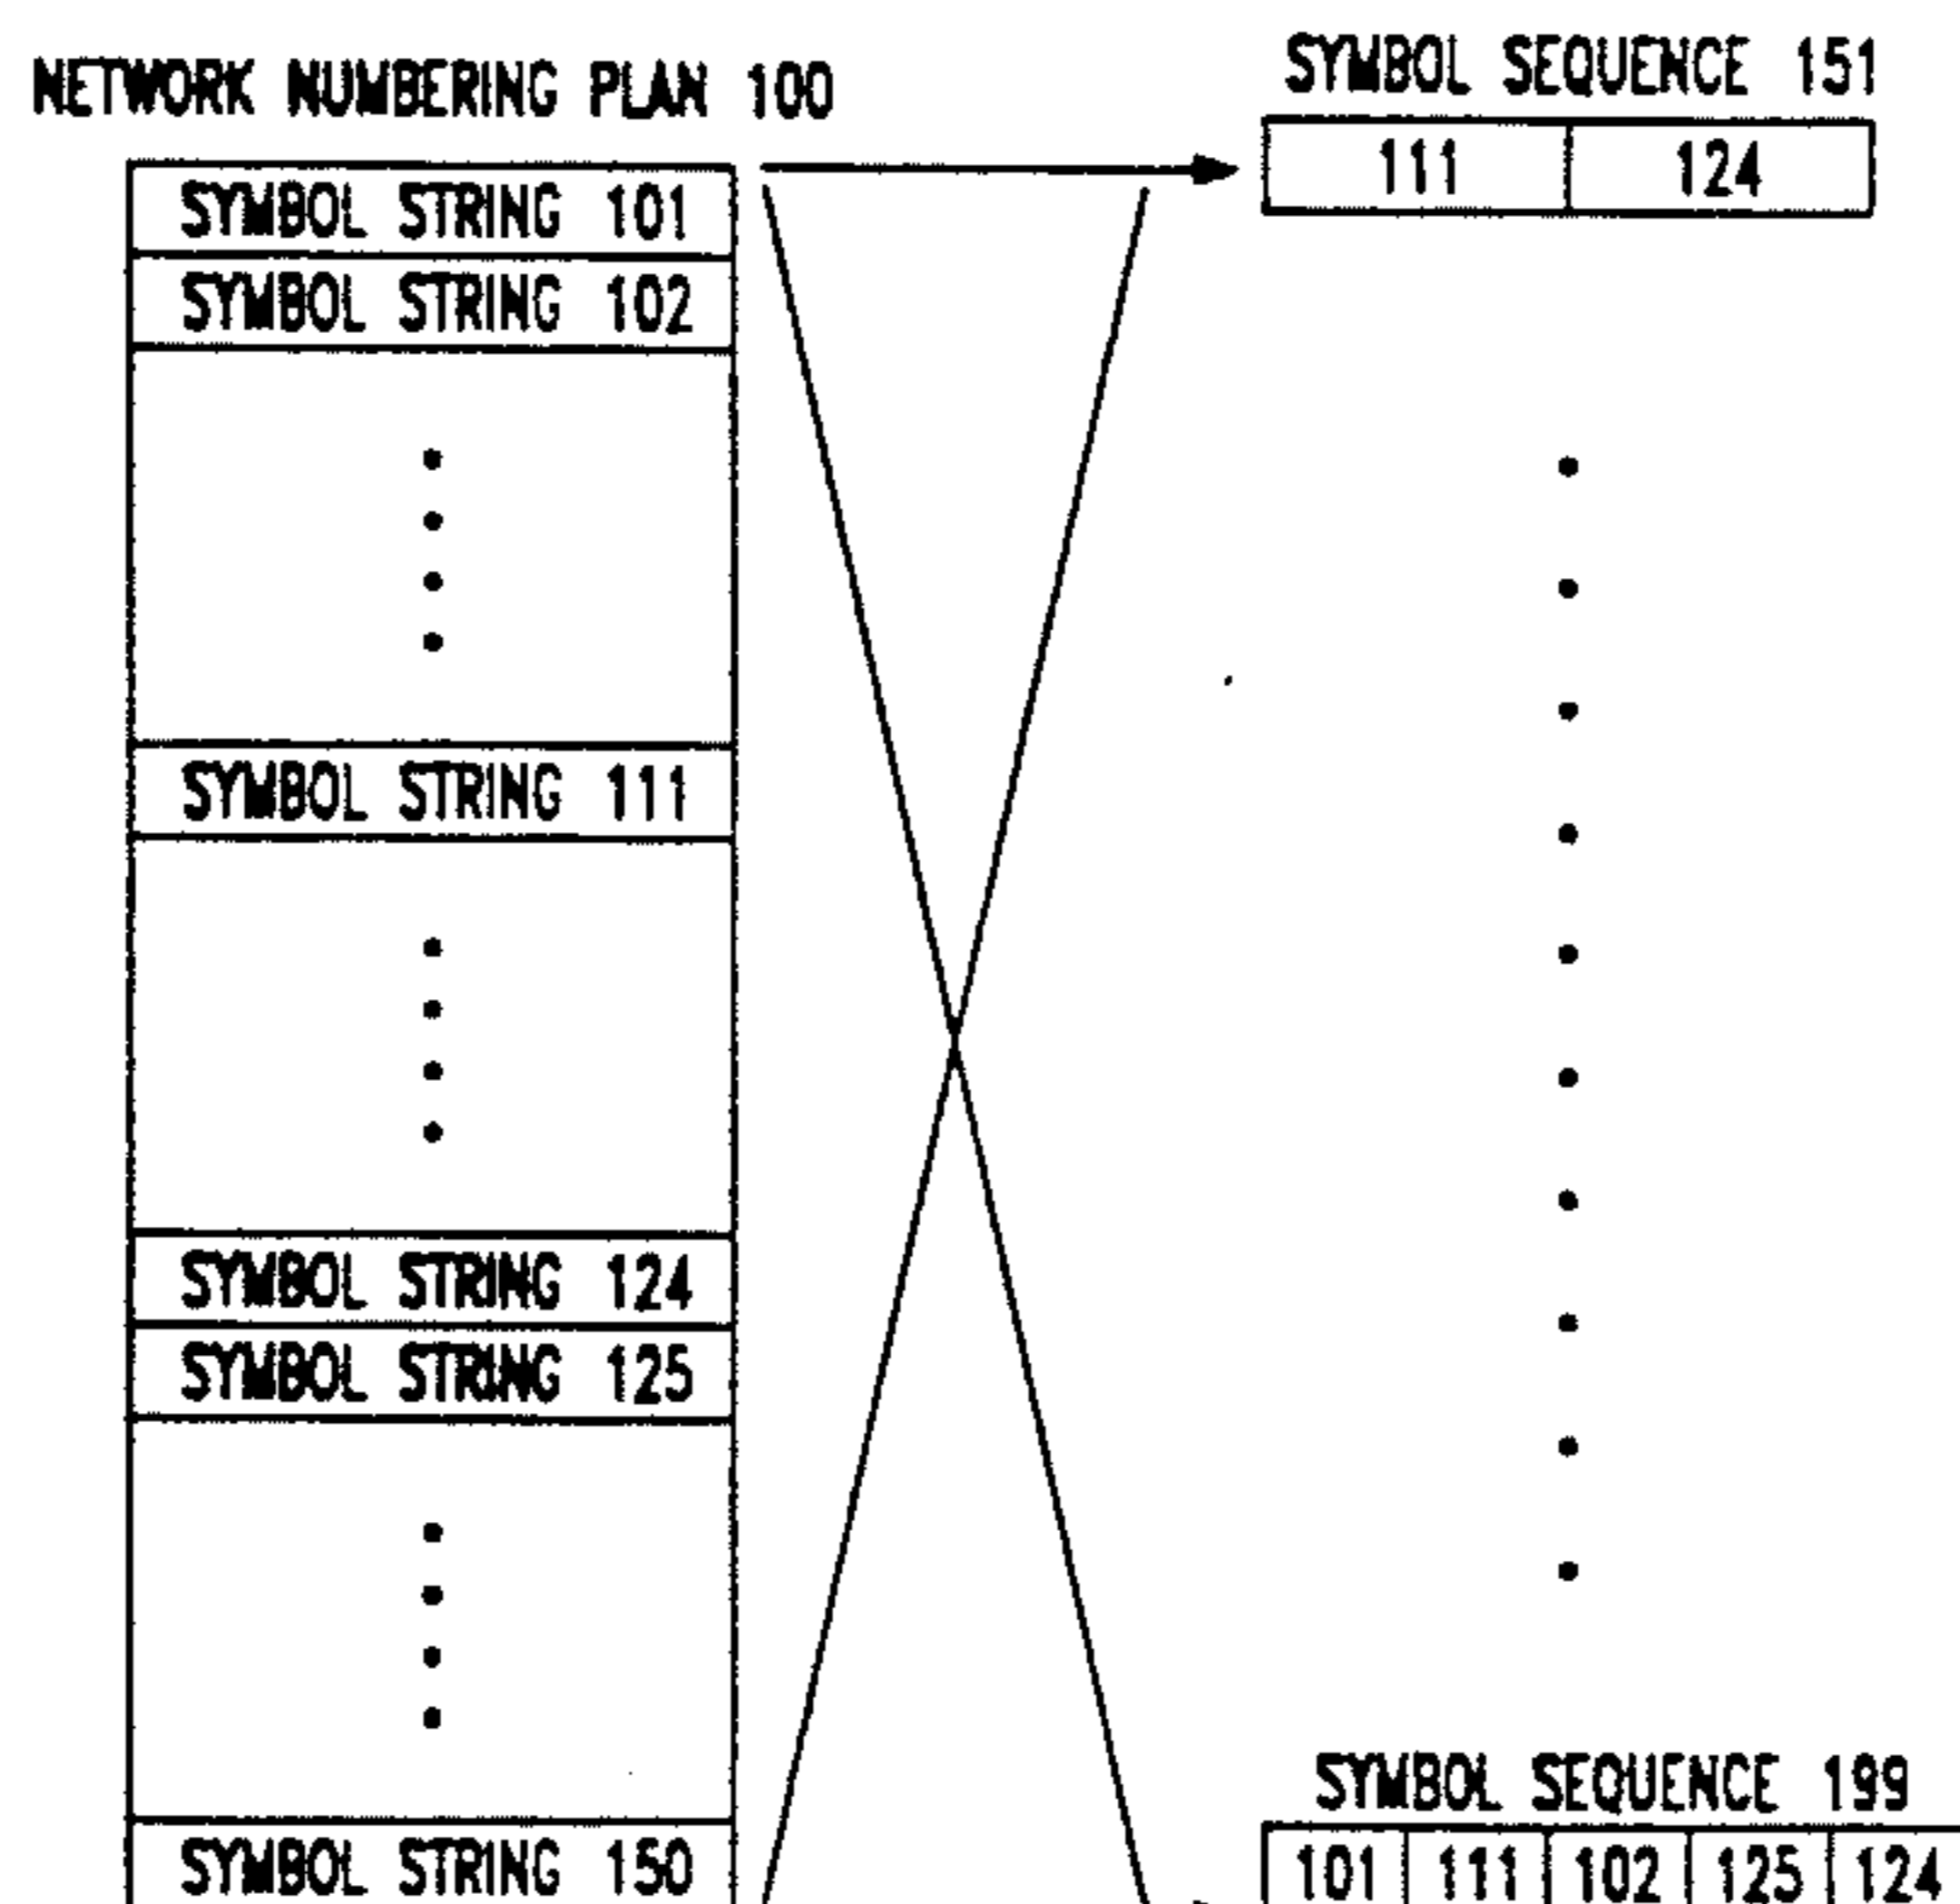 NETWORK NUMBERING PLAN 100
SYMBOL STRING 101
SYMBOL STRING 102
SYMBOL STRING 111
SYMBOL STRING 124
SYMBOL STRING 125
SYMBOL STRING 150
SYMBOL SEQUENCE 151
111 124
SYMBOL SEQUENCE 199
101 111 102 125 124